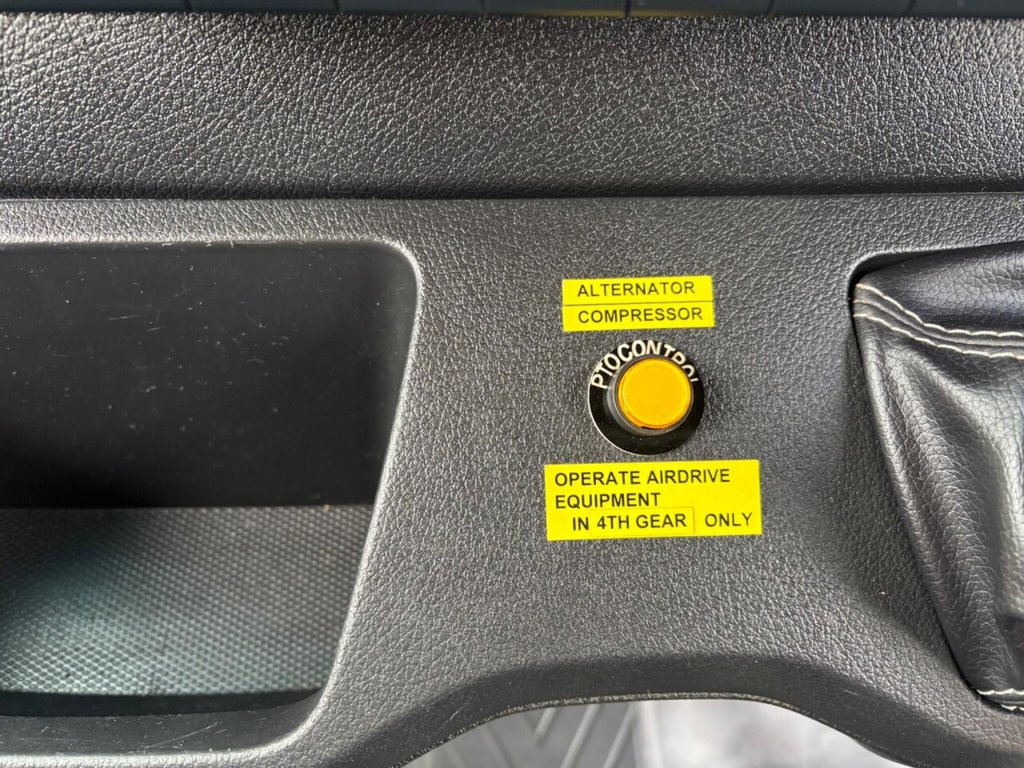 ALTERNATOR
COMPRESSOR
PTO CONTROL
OPERATE AIRDRIVE
EQUIPMENT
IN 4TH GEAR ONLY